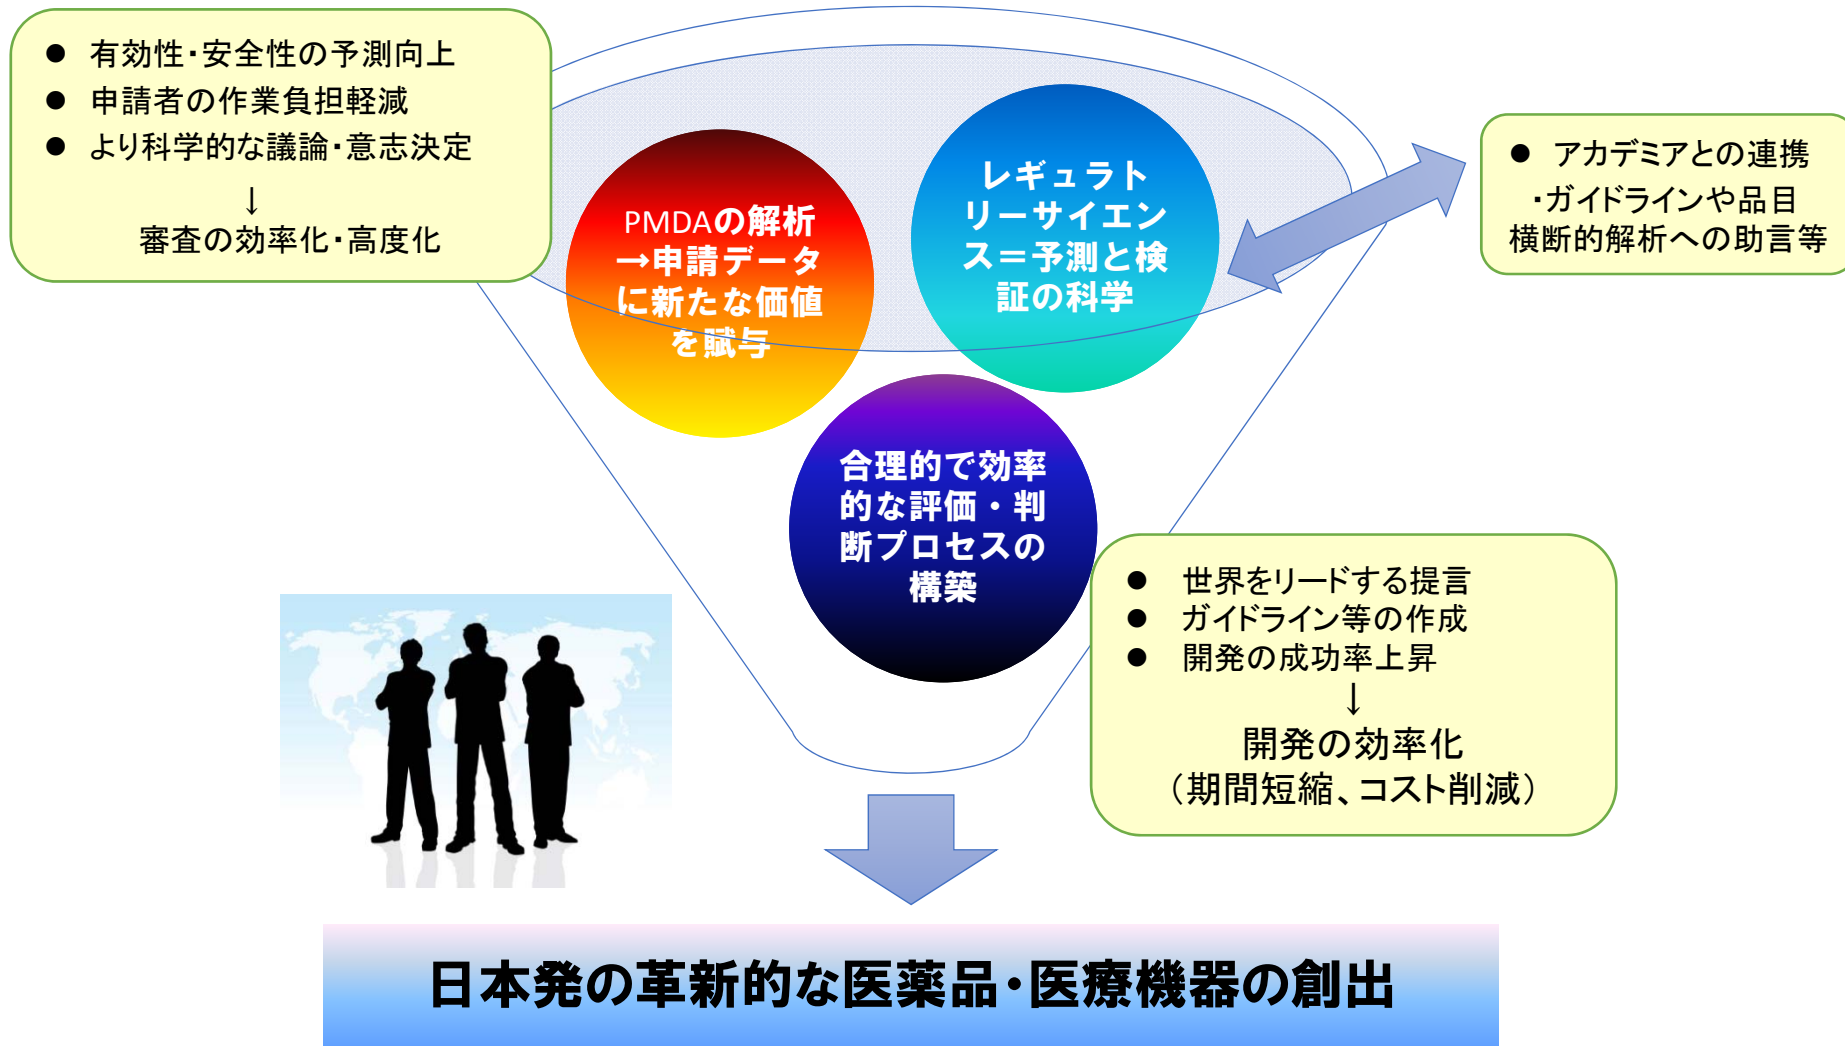 ● 有効性・安全性の予測向上
● 申請者の作業負担軽減
● より科学的な議論・意志決定
↓
審査の効率化・高度化
PMDAの解析
→申請データ
に新たな価値
を賦与
レギュラト
リーサイエン
ス＝予測と検
証の科学
● アカデミアとの連携
・ガイドラインや品目
横断的解析への助言等
合理的で効率
的な評価・判
断プロセスの
構築
● 世界をリードする提言
● ガイドライン等の作成
● 開発の成功率上昇
↓
開発の効率化
（期間短縮、コスト削減）
日本発の革新的な医薬品・医療機器の創出